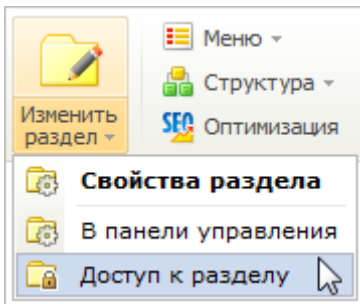 Меню
Структура
Изменить
раздел
SEO Оптимизация
Свойства раздела
В панели управления
Доступ к разделу